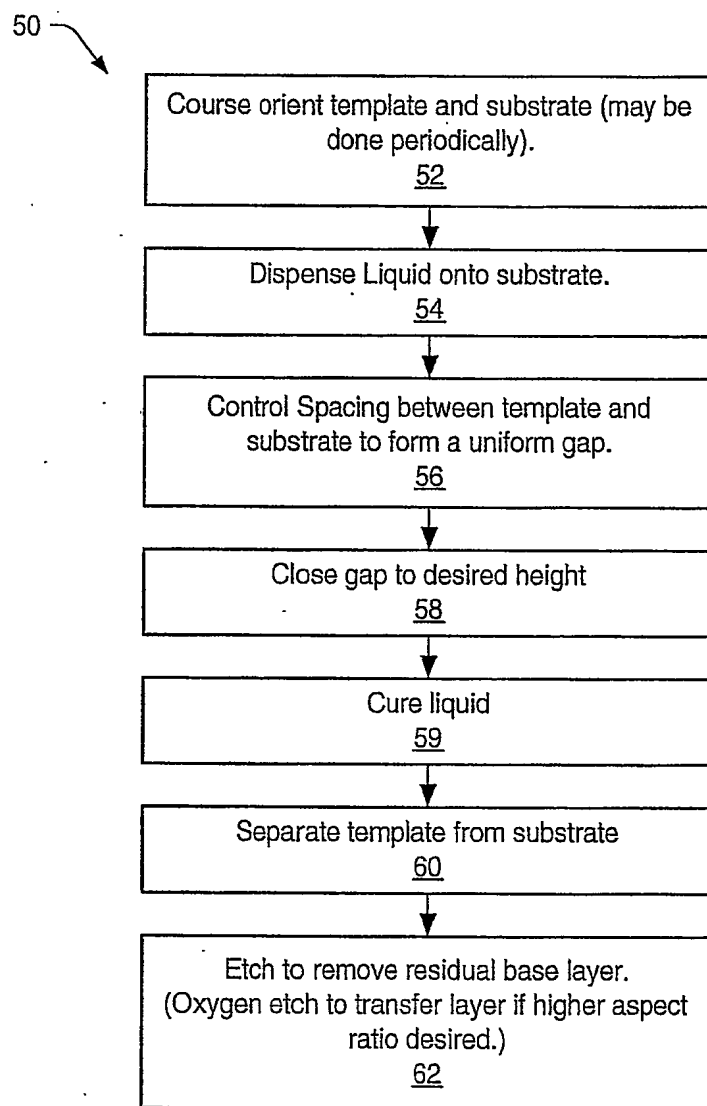 50
Course orient template and substrate (may be
done periodically).
52
Dispense Liquid onto substrate.
54
Control Spacing between template and
substrate to form a uniform gap.
56
Close gap to desired height
58
Cure liquid
59
Separate template from substrate
60
Etch to remove residual base layer.
(Oxygen etch to transfer layer if higher aspect
ratio desired.)
62